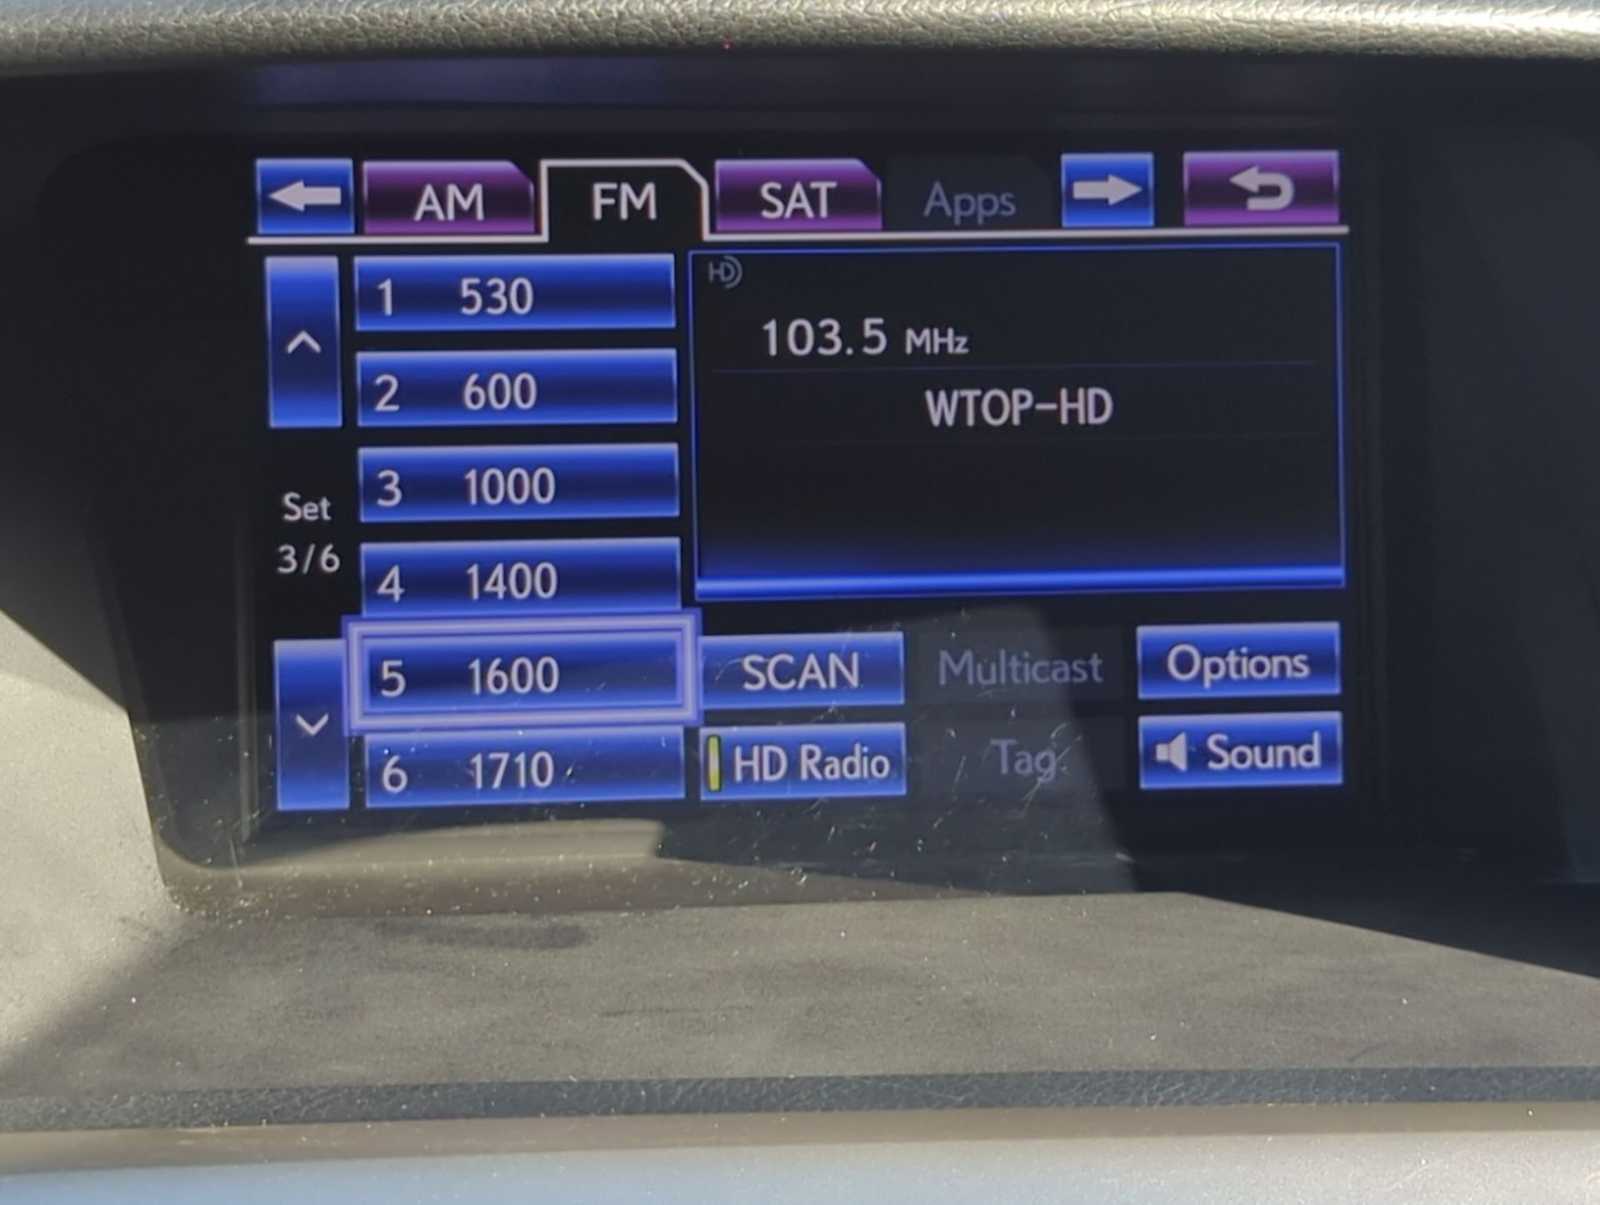 AM FM SAT Apps
HD
1 530
103.5 MHz
2 600
WTOP-HD
3 1000
Set
3/6
4 1400
5 1600
SCAN Multicast Options
6 1710
HD Radio Tag Sound